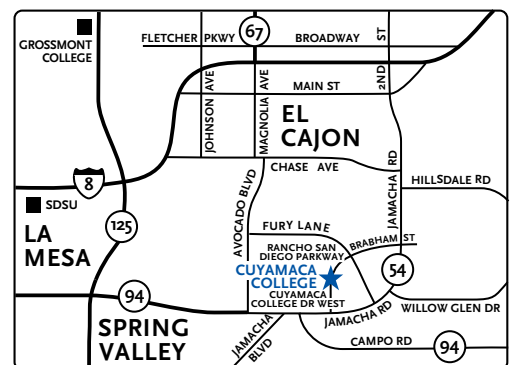 GROSSMONT
COLLEGE
FLETCHER PKWY
67
BROADWAY
2ND ST
JOHNSON AVE
MAGNOLIA AVE
MAIN ST
EL
CAJON
CHASE AVE
8
SDSU
LA
MESA
125
AVOCADO BLVD
JAMACHA RD
HILLSDALE RD
FURY LANE
RANCHO SAN
DIEGO PARKWAY
BRABHAM ST
CUYAMACA
COLLEGE
CUYAMACA
COLLEGE DR WEST
54
94
JAMACHA RD
WILLOW GLEN DR
SPRING
VALLEY
JAMACHA
BLVD
CAMPO RD
94